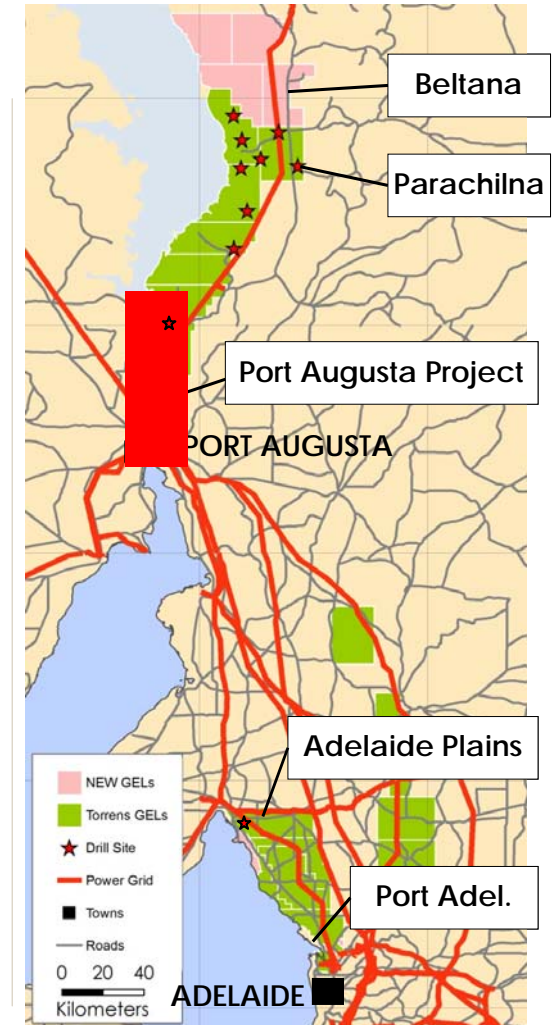 Beltana
Parachilna
Port Augusta Project
PORT AUGUSTA
Adelaide Plains
NEW GELs
Torrens GELs
Drill Site
Power Grid
Towns
Roads
0 20 40
Kilometers
Port Adel.
ADELAIDE